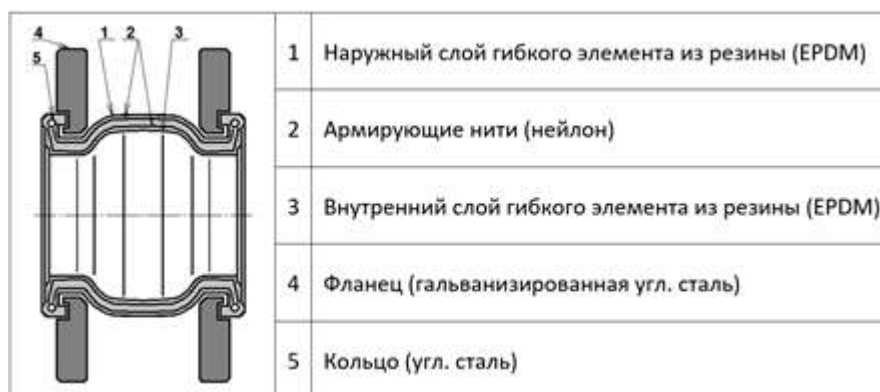 4 1 2 3
5
1 Наружный слой гибкого элемента из резины (EPDM)
2 Армирующие нити (нейлон)
3 Внутренний слой гибкого элемента из резины (EPDM)
4 Фланец (гальванизированная угл. сталь)
5 Кольцо (угл. сталь)